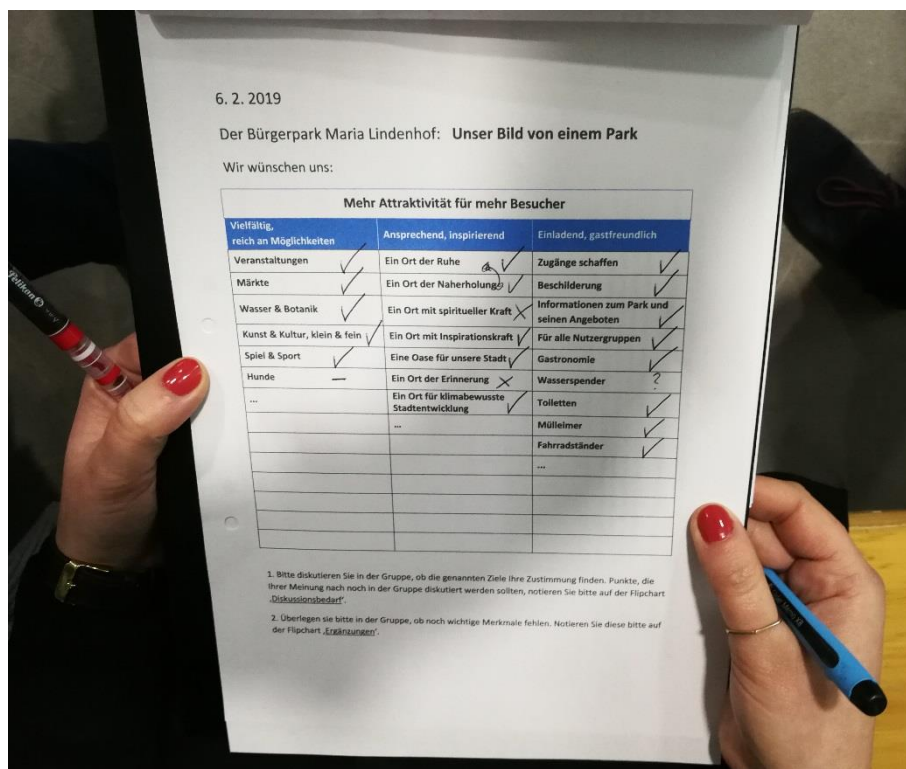 6. 2. 2019
Der Bürgerpark Maria Lindenhof: Unser Bild von einem Park
Wir wünschen uns:
Mehr Attraktivität für mehr Besucher
Vielfältig,
reich an Möglichkeiten
Ansprechend, inspirierend
Einladend, gastfreundlich
Veranstaltungen ✓
Ein Ort der Ruhe ✓
Zugänge schaffen ✓
Märkte ✓
Ein Ort der Naherholung ✓
Beschilderung ✓
Wasser & Botanik ✓
Ein Ort mit spiritueller Kraft ✗
Informationen zum Park und
seinen Angeboten ✓
Kunst & Kultur, klein & fein ✓
Ein Ort mit Inspirationskraft ✓
Für alle Nutzergruppen ✓
Spiel & Sport ✓
Eine Oase für unsere Stadt ✓
Gastronomie ✓
Hunde —
Ein Ort der Erinnerung ✗
Wasserspender ?
...
Ein Ort für klimabewusste
Stadtentwicklung ✓
Toiletten ✓
...
Mülleimer ✓
Fahrradständer ✓
...
1. Bitte diskutieren Sie in der Gruppe, ob die genannten Ziele Ihre Zustimmung finden. Punkte, die
Ihrer Meinung nach noch in der Gruppe diskutiert werden sollten, notieren Sie bitte auf der Flipchart
‚Diskussionsbedarf‘.
2. Überlegen sie bitte in der Gruppe, ob noch wichtige Merkmale fehlen. Notieren Sie diese bitte auf
der Flipchart ‚Ergänzungen‘.
Pelikan